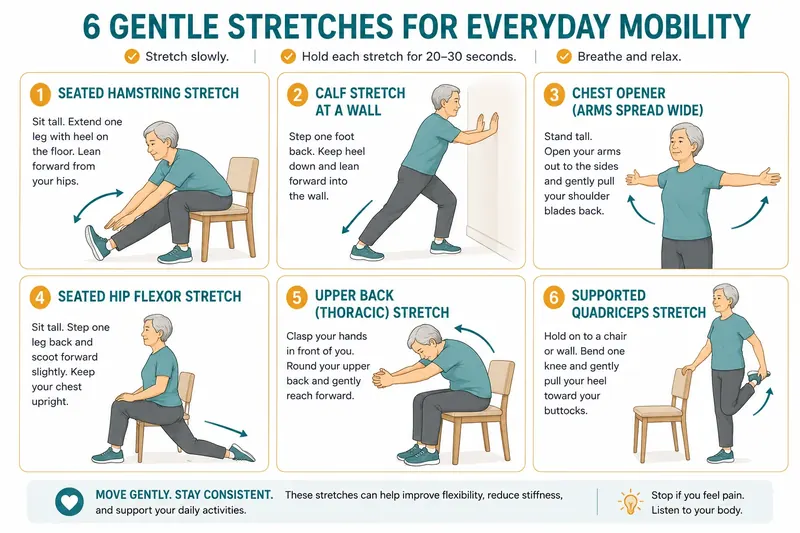 6 GENTLE STRETCHES FOR EVERYDAY MOBILITY
Stretch slowly.
Hold each stretch for 20–30 seconds.
Breathe and relax.
1 SEATED HAMSTRING STRETCH
Sit tall. Extend one
leg with heel on
the floor. Lean
forward from
your hips.
2 CALF STRETCH
AT A WALL
Step one foot
back. Keep heel
down and lean
forward into
the wall.
3 CHEST OPENER
(ARMS SPREAD WIDE)
Stand tall.
Open your arms
out to the sides
and gently pull
your shoulder
blades back.
4 SEATED HIP FLEXOR STRETCH
Sit tall. Step one
leg back and
scoot forward
slightly. Keep
your chest
upright.
5 UPPER BACK
(THORACIC) STRETCH
Clasp your hands
in front of you.
Round your upper
back and gently
reach forward.
6 SUPPORTED
QUADRICEPS STRETCH
Hold on to a chair
or wall. Bend one
knee and gently
pull your heel
toward your
buttocks.
MOVE GENTLY. STAY CONSISTENT. These stretches can help improve flexibility, reduce stiffness,
and support your daily activities.
Stop if you feel pain.
Listen to your body.